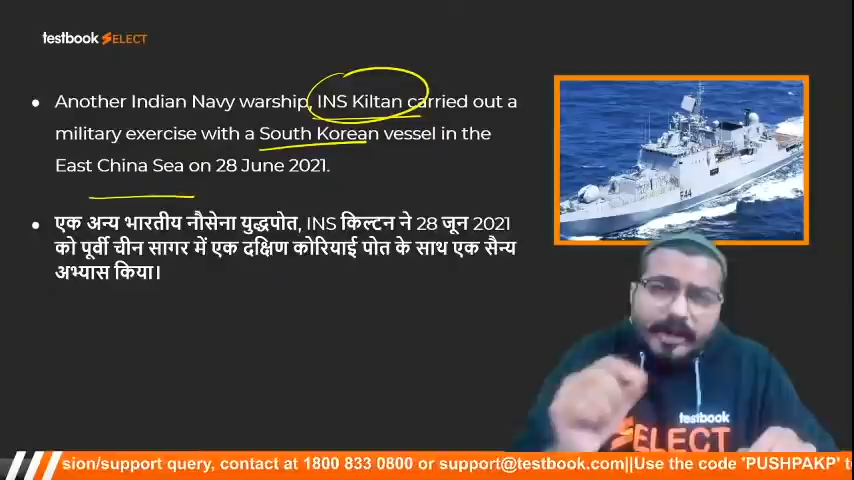 testbook SELECT
Another Indian Navy warship, INS Kiltan carried out a
military exercise with a South Korean vessel in the
East China Sea on 28 June 2021.
एक अन्य भारतीय नौसेना युद्धपोत, INS किल्टन ने 28 जून 2021
को पूर्वी चीन सागर में एक दक्षिण कोरियाई पोत के साथ एक सैन्य
अभ्यास किया।
F44
testbook
SELECT
sion/support query, contact at 1800 833 0800 or support@testbook.com||Use the code 'PUSHPAKP' t